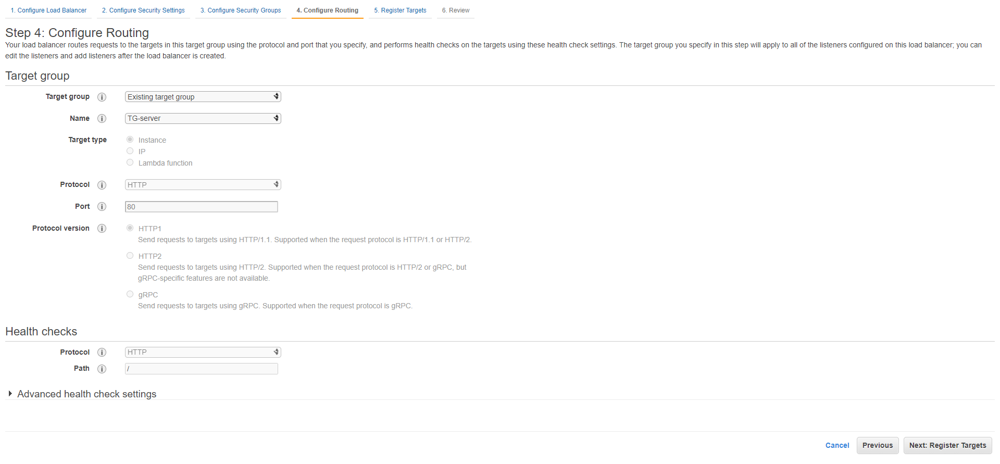 1. Configure Load Balancer 2. Configure Security Settings 3. Configure Security Groups 4. Configure Routing 5. Register Targets 6. Review
Step 4: Configure Routing
Your load balancer routes requests to the targets in this target group using the protocol and port that you specify, and performs health checks on the targets using these health check settings. The target group you specify in this step will apply to all of the listeners configured on this load balancer; you can
edit the listeners and add listeners after the load balancer is created.
Target group
Target group i Existing target group
Name i TG-server
Target type Instance
IP
Lambda function
Protocol i HTTP
Port i 80
Protocol version i HTTP1
Send requests to targets using HTTP/1.1. Supported when the request protocol is HTTP/1.1 or HTTP/2.
HTTP2
Send requests to targets using HTTP/2. Supported when the request protocol is HTTP/2 or gRPC, but
gRPC-specific features are not available.
gRPC
Send requests to targets using gRPC. Supported when the request protocol is gRPC.
Health checks
Protocol i HTTP
Path i /
Advanced health check settings
Cancel Previous Next: Register Targets